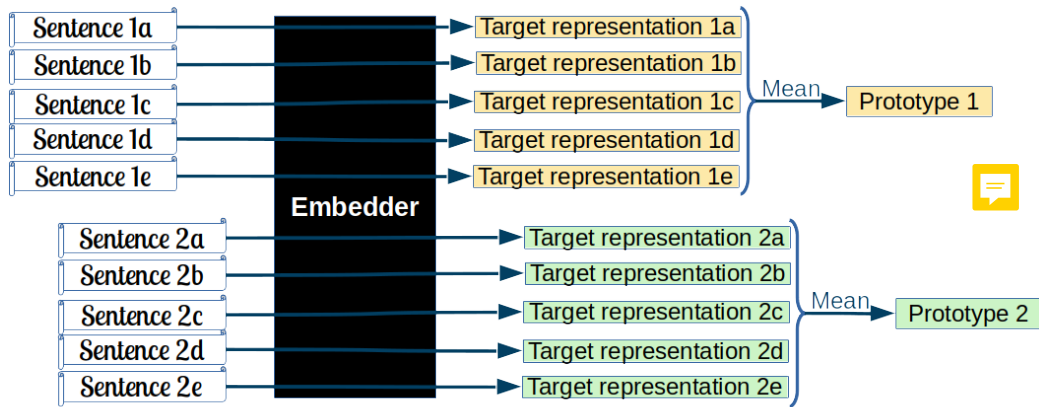 Sentence 1a
Target representation 1a
Sentence 1b
Target representation 1b
Mean
Sentence 1c
Target representation 1c
Prototype 1
Sentence 1d
Target representation 1d
Sentence 1e
Target representation 1e
Embedder
Sentence 2a
Target representation 2a
Sentence 2b
Target representation 2b
Mean
Sentence 2c
Target representation 2c
Prototype 2
Sentence 2d
Target representation 2d
Sentence 2e
Target representation 2e